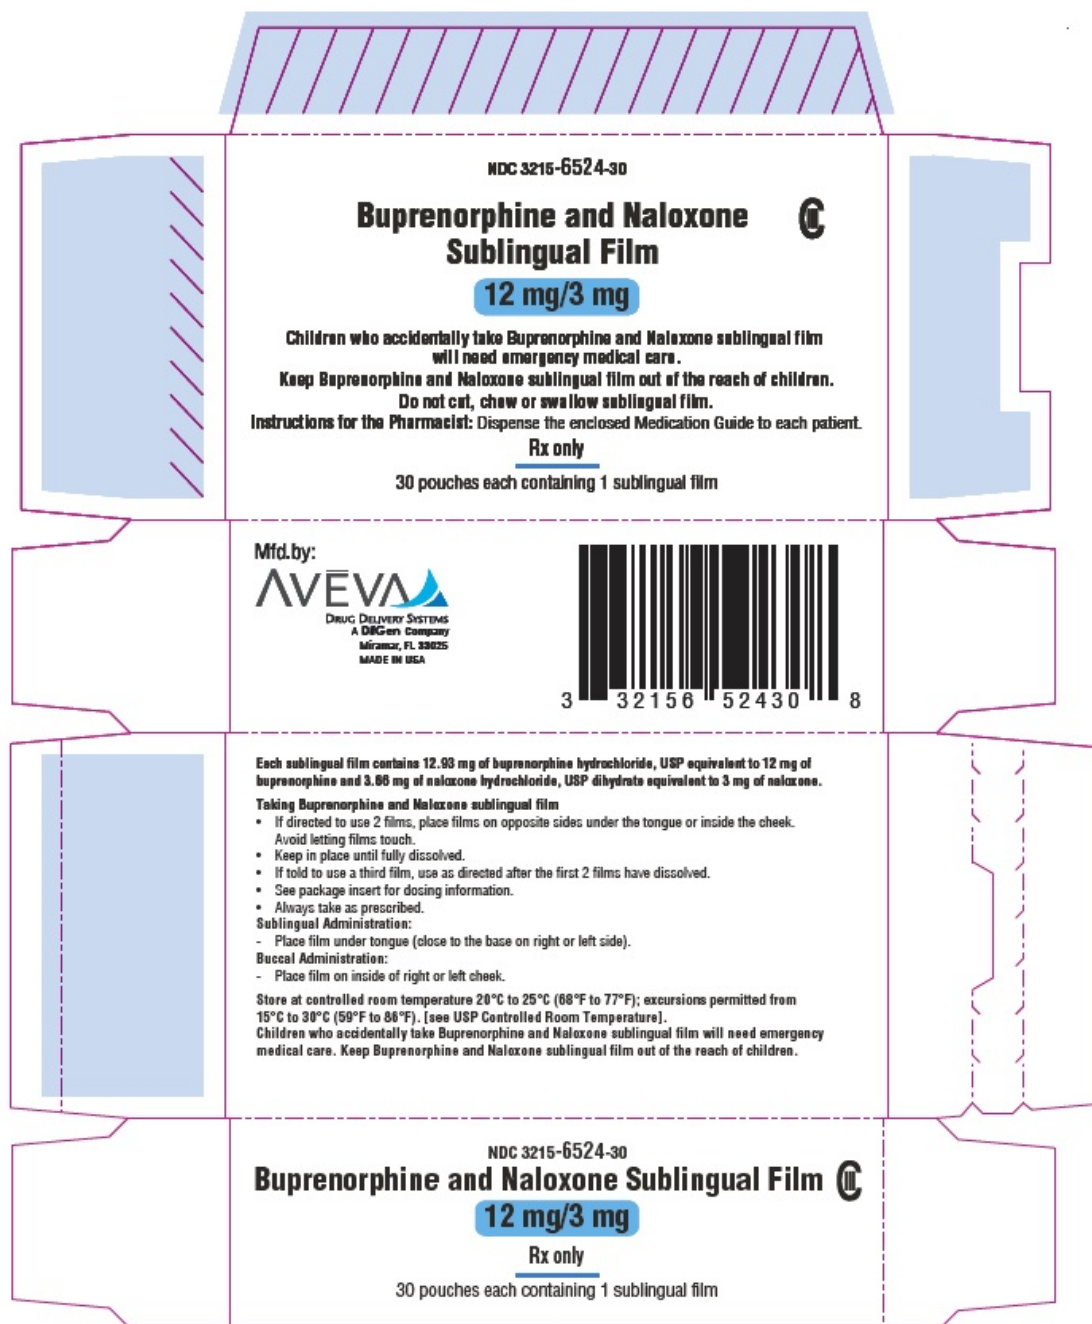 NDC 3215-6524-30
Buprenorphine and Naloxone
Sublingual Film
CIII
12 mg/3 mg
Children who accidentally take Buprenorphine and Naloxone sublingual film
will need emergency medical care.
Keep Buprenorphine and Naloxone sublingual film out of the reach of children.
Do not cut, chew or swallow sublingual film.
Instructions for the Pharmacist: Dispense the enclosed Medication Guide to each patient.
Rx only
30 pouches each containing 1 sublingual film
Mfd.by:
AVĒVA
DRUG DELIVERY SYSTEMS
A DifGen Company
Miramar, FL 33025
MADE IN USA
3 32156 52430 8
Each sublingual film contains 12.93 mg of buprenorphine hydrochloride, USP equivalent to 12 mg of
buprenorphine and 3.66 mg of naloxone hydrochloride, USP dihydrate equivalent to 3 mg of naloxone.
Taking Buprenorphine and Naloxone sublingual film
• If directed to use 2 films, place films on opposite sides under the tongue or inside the cheek.
Avoid letting films touch.
• Keep in place until fully dissolved.
• If told to use a third film, use as directed after the first 2 films have dissolved.
• See package insert for dosing information.
• Always take as prescribed.
Sublingual Administration:
- Place film under tongue (close to the base on right or left side).
Buccal Administration:
- Place film on inside of right or left cheek.
Store at controlled room temperature 20°C to 25°C (68°F to 77°F); excursions permitted from
15°C to 30°C (59°F to 86°F). [see USP Controlled Room Temperature].
Children who accidentally take Buprenorphine and Naloxone sublingual film will need emergency
medical care. Keep Buprenorphine and Naloxone sublingual film out of the reach of children.
NDC 3215-6524-30
Buprenorphine and Naloxone Sublingual Film CIII
12 mg/3 mg
Rx only
30 pouches each containing 1 sublingual film